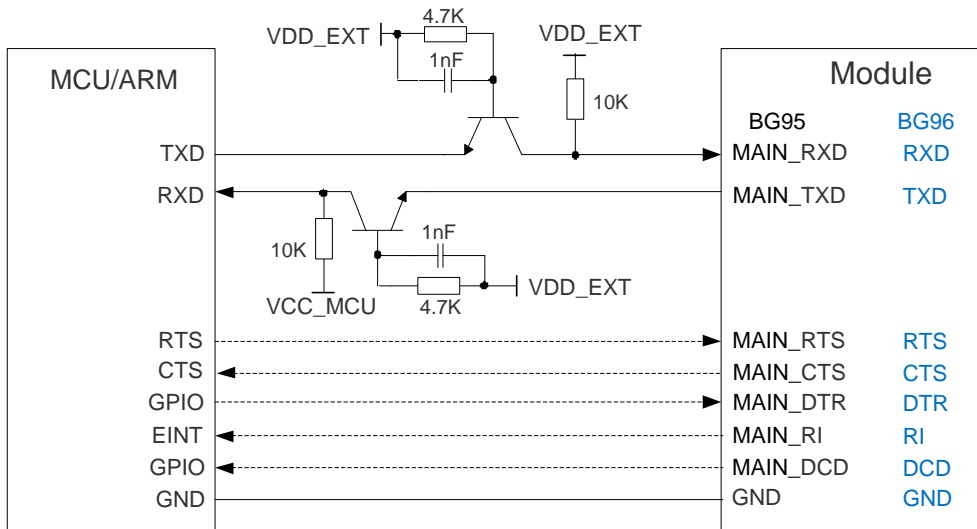 4.7K
VDD_EXT
VDD_EXT
1nF
MCU/ARM
Module
10K
BG95 BG96
TXD MAIN_RXD RXD
RXD MAIN_TXD TXD
1nF
10K
VDD_EXT
VCC_MCU
4.7K
RTS MAIN_RTS RTS
CTS MAIN_CTS CTS
GPIO MAIN_DTR DTR
EINT MAIN_RI RI
GPIO MAIN_DCD DCD
GND GND GND